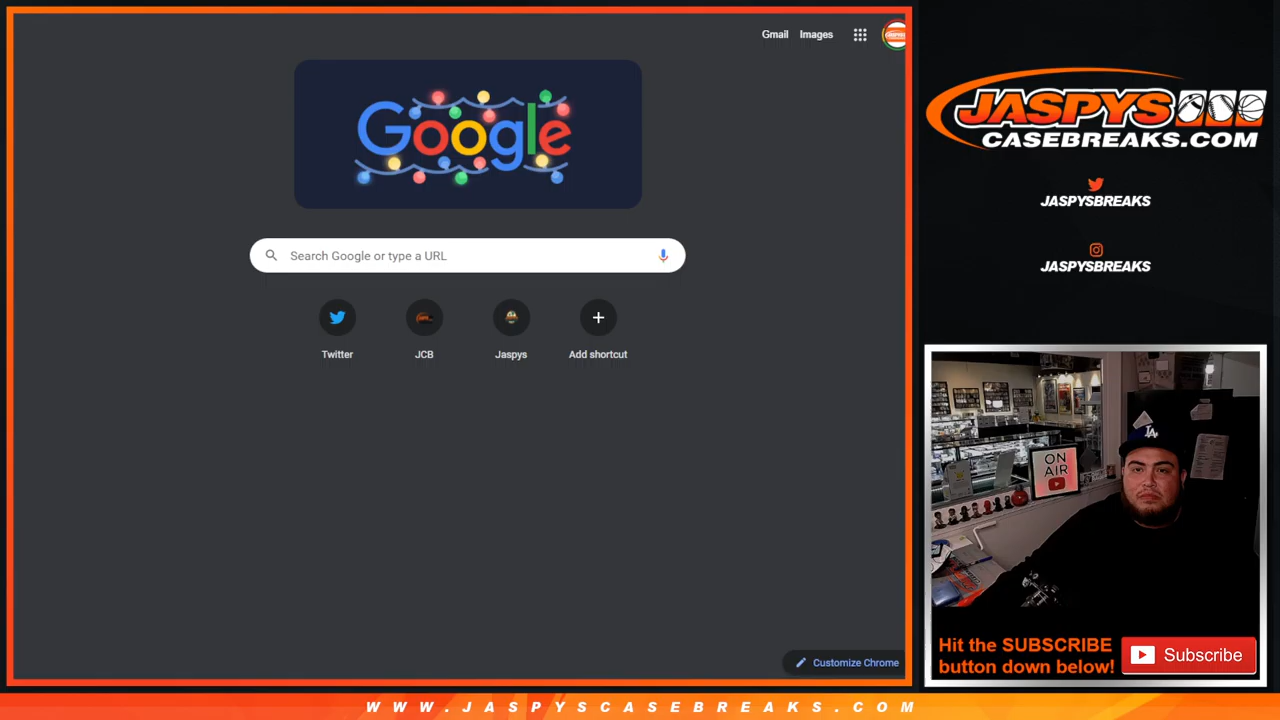 Gmail
Images
Google
Search Google or type a URL
Twitter
JCB
Jaspys
Add shortcut
Customize Chrome
JASPYS
CASEBREAKS.COM
JASPYSBREAKS
JASPYSBREAKS
LA
ON
AIR
Hit the SUBSCRIBE
button down below!
Subscribe
WWW.JASPYSCASEBREAKS.COM